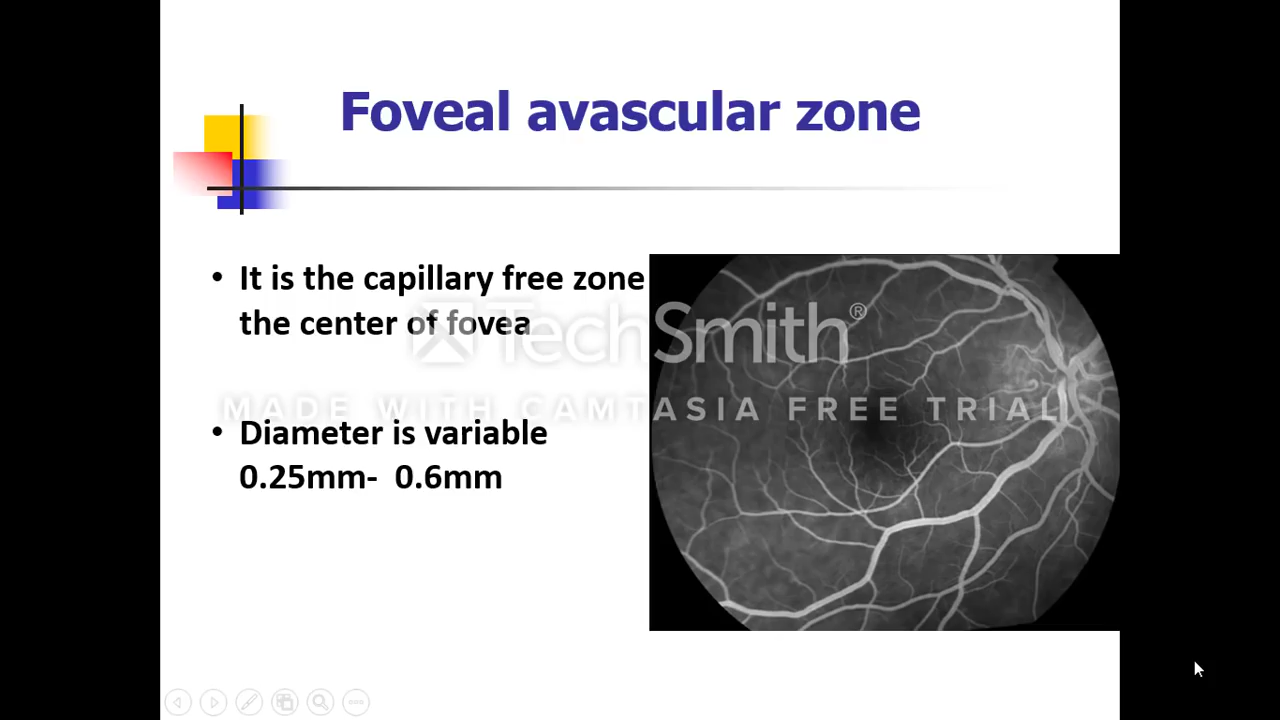 Foveal avascular zone
• It is the capillary free zone
the center of fovea
TechSmith®
MADE WITH CAMTASIA FREE TRIAL
• Diameter is variable
0.25mm- 0.6mm